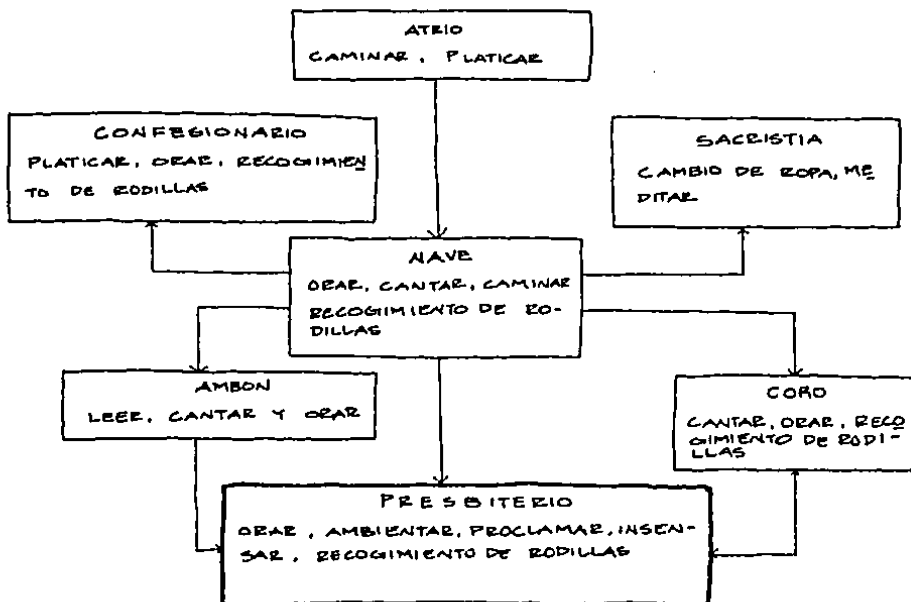 ATRIO
CAMINAR, PLATICAR
CONFESIONARIO
PLATICAR, ORAR, RECOGIMIEN
TO DE RODILLAS
SACRISTIA
CAMBIO DE ROPA, ME
DITAR
NAVE
ORAR, CANTAR, CAMINAR
RECOGIMIENTO DE RO-
DILLAS
AMBON
LEER, CANTAR Y ORAR
CORO
CANTAR, ORAR, RECO
GIMIENTO DE RODI-
LLAS
PRESBITERIO
ORAR, AMBIENTAR, PROCLAMAR, INSEN-
SAR, RECOGIMIENTO DE RODILLAS